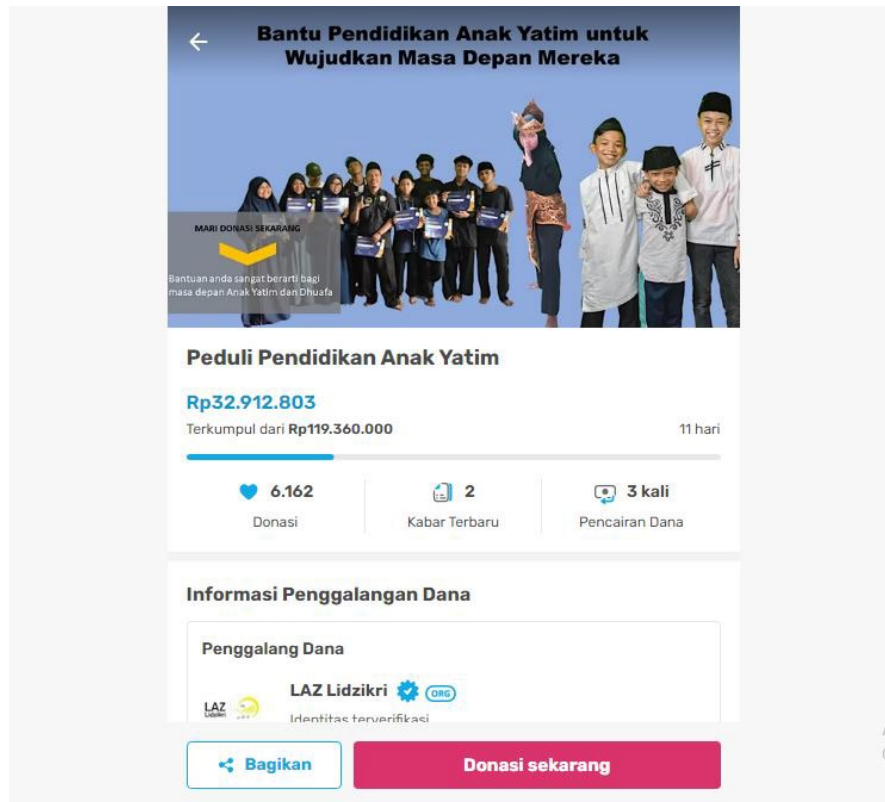 Bantu Pendidikan Anak Yatim untuk
Wujudkan Masa Depan Mereka
MARI DONASI SEKARANG
Bantuan anda sangat berarti bagi
masa depan Anak Yatim dan Dhuafa
Peduli Pendidikan Anak Yatim
Rp32.912.803
Terkumpul dari Rp119.360.000 11 hari
6.162 2 3 kali
Donasi Kabar Terbaru Pencairan Dana
Informasi Penggalangan Dana
Penggalang Dana
LAZ Lidzikri ORG
LAZ
Lidzikri
Identitas terverifikasi
Bagikan Donasi sekarang